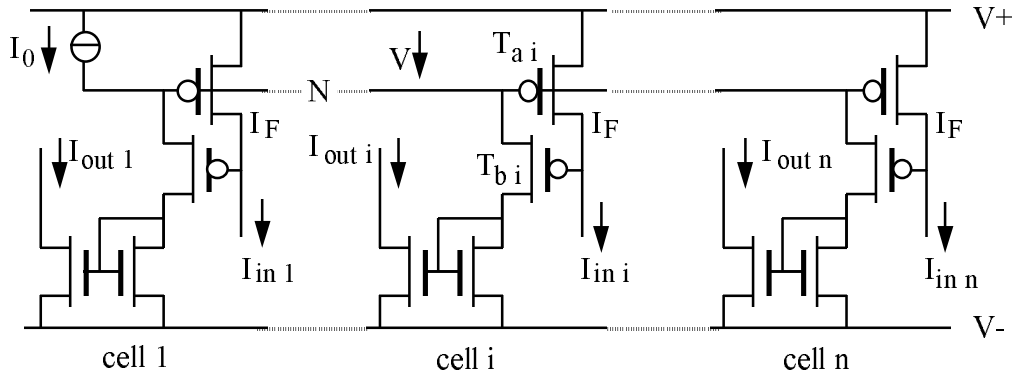 V+
I0
V
Ta i
N
IF
IF
IF
Iout 1
Iout i
Tb i
Iout n
Iin 1
Iin i
Iin n
V-
cell 1
cell i
cell n